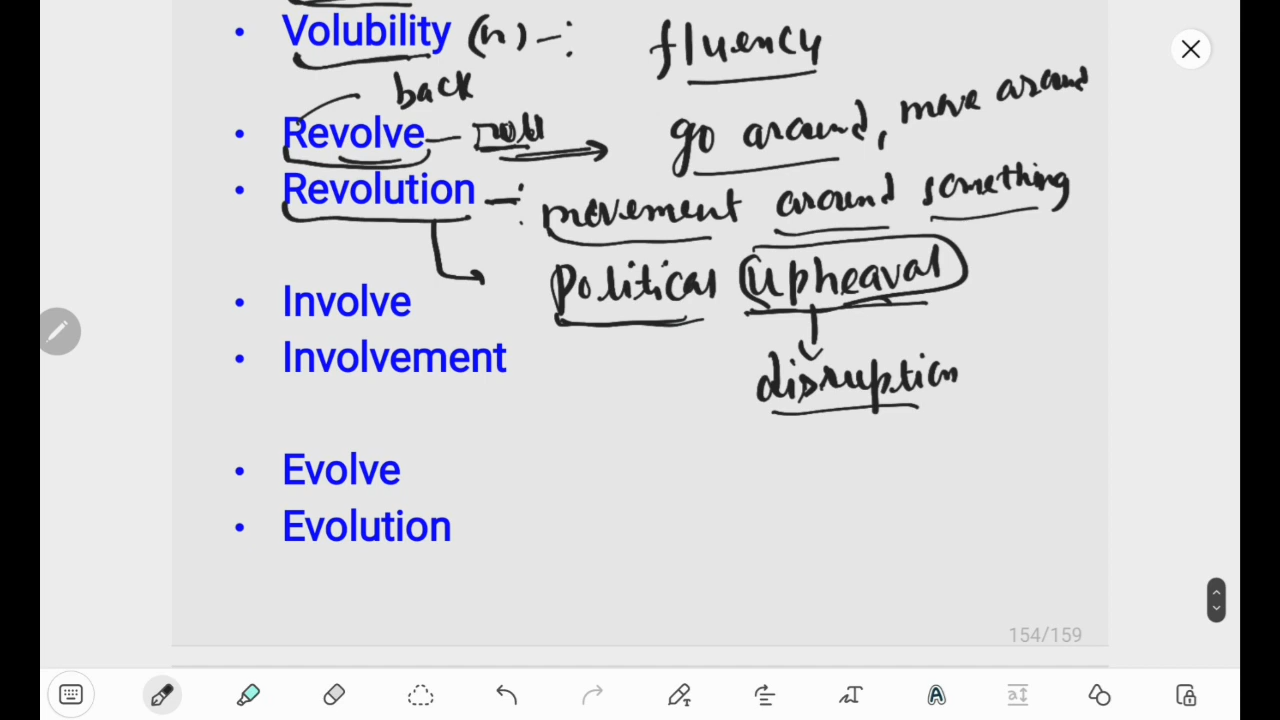 • Volubility (n) -: fluency
back
• Revolve - roll → go around, move around
• Revolution -: movement around something
Political Upheaval
• Involve
• Involvement
disruption
• Evolve
• Evolution
154/159